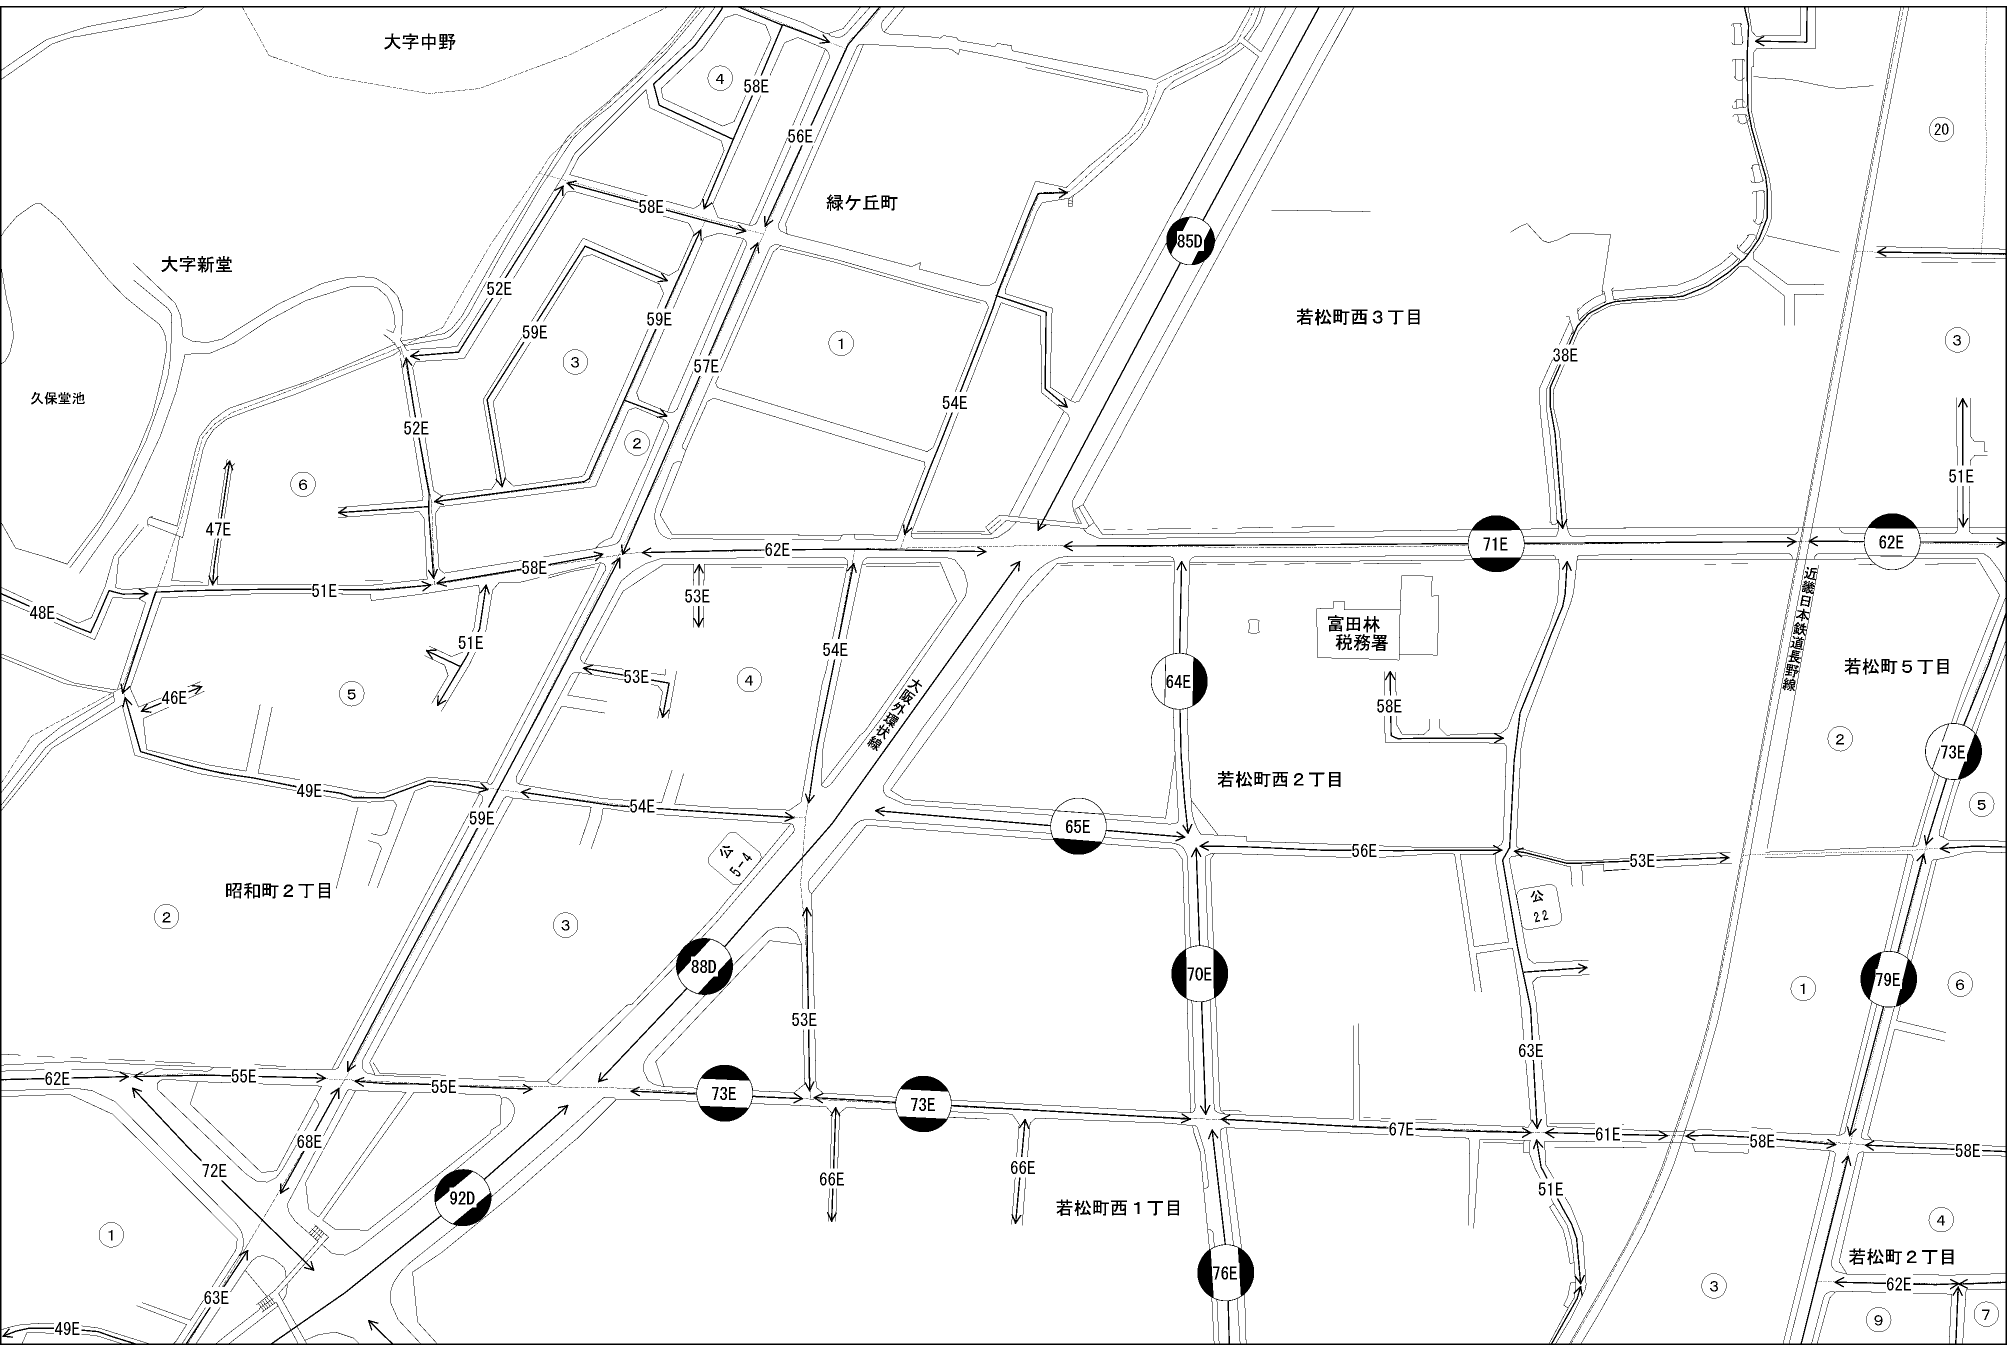 大字中野
④
58E
56E
⑳
58E
緑ケ丘町
85D
大字新堂
52E
59E
59E
若松町西3丁目
①
③
57E
38E
③
久保堂池
54E
52E
②
⑥
51E
47E
62E
71E
62E
58E
51E
53E
48E
近畿日本鉄道長野線
富田林
税務署
51E
54E
若松町5丁目
53E
④
64E
46E
⑤
大阪外環状線
58E
②
73E
若松町西2丁目
49E
54E
⑤
59E
65E
公
5-4
56E
53E
昭和町2丁目
公
22
②
③
88D
70E
79E
①
⑥
53E
63E
62E
55E
55E
73E
73E
67E
61E
58E
58E
68E
72E
66E
66E
92D
51E
若松町西1丁目
①
④
若松町2丁目
76E
③
62E
63E
⑨
⑦
49E